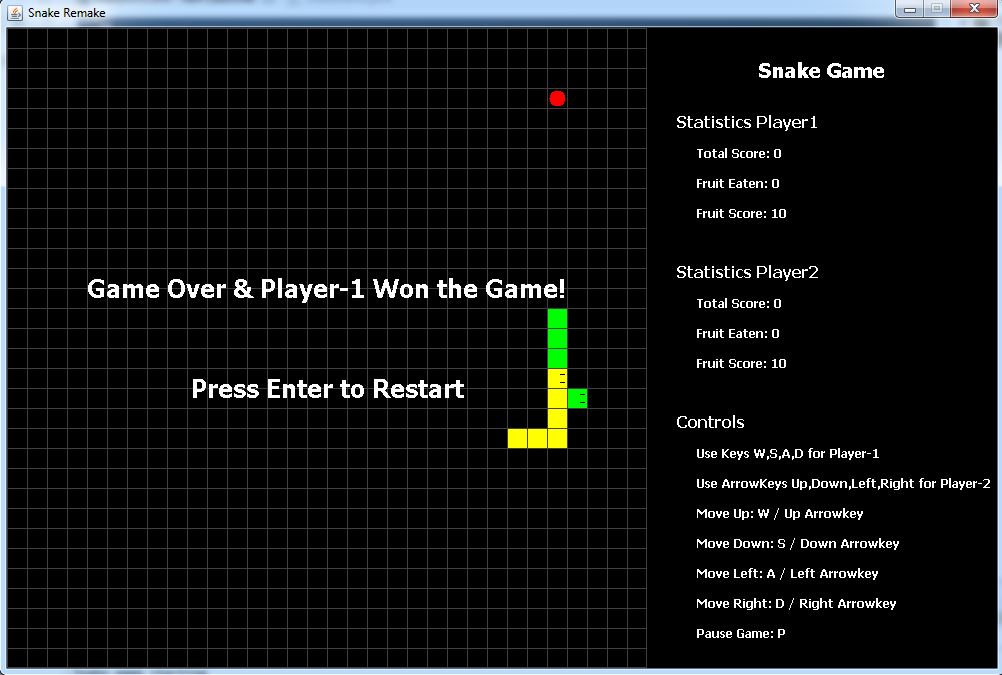 Snake Remake
Snake Game
Statistics Player1
Total Score: 0
Fruit Eaten: 0
Fruit Score: 10
Statistics Player2
Total Score: 0
Fruit Eaten: 0
Fruit Score: 10
Game Over & Player-1 Won the Game!
Press Enter to Restart
Controls
Use Keys W,S,A,D for Player-1
Use ArrowKeys Up,Down,Left,Right for Player-2
Move Up: W / Up Arrowkey
Move Down: S / Down Arrowkey
Move Left: A / Left Arrowkey
Move Right: D / Right Arrowkey
Pause Game: P